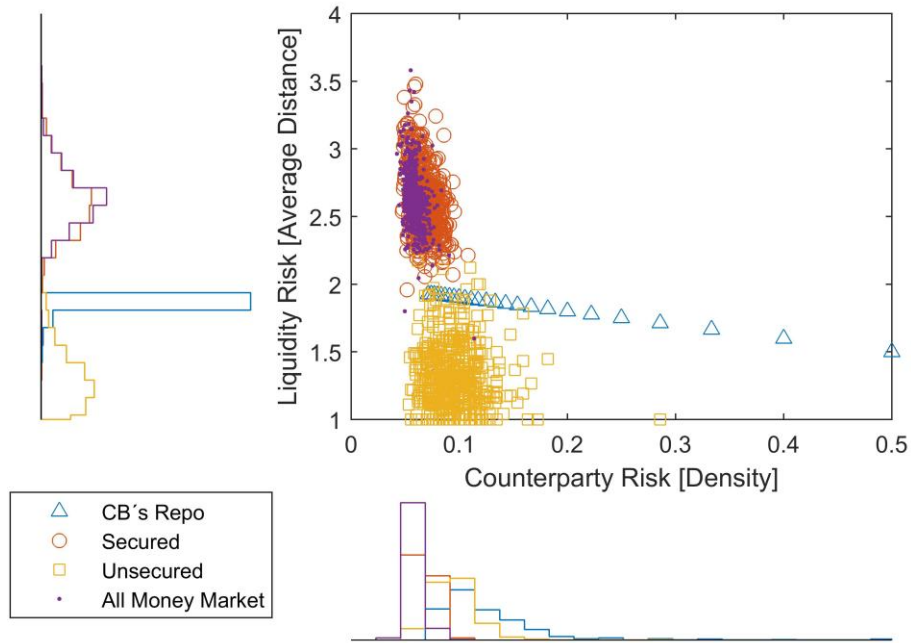 4
3.5
3
2.5
2
1.5
1
Liquidity Risk [Average Distance]
0
0.1
0.2
0.3
0.4
0.5
Counterparty Risk [Density]
CB´s Repo
Secured
Unsecured
All Money Market